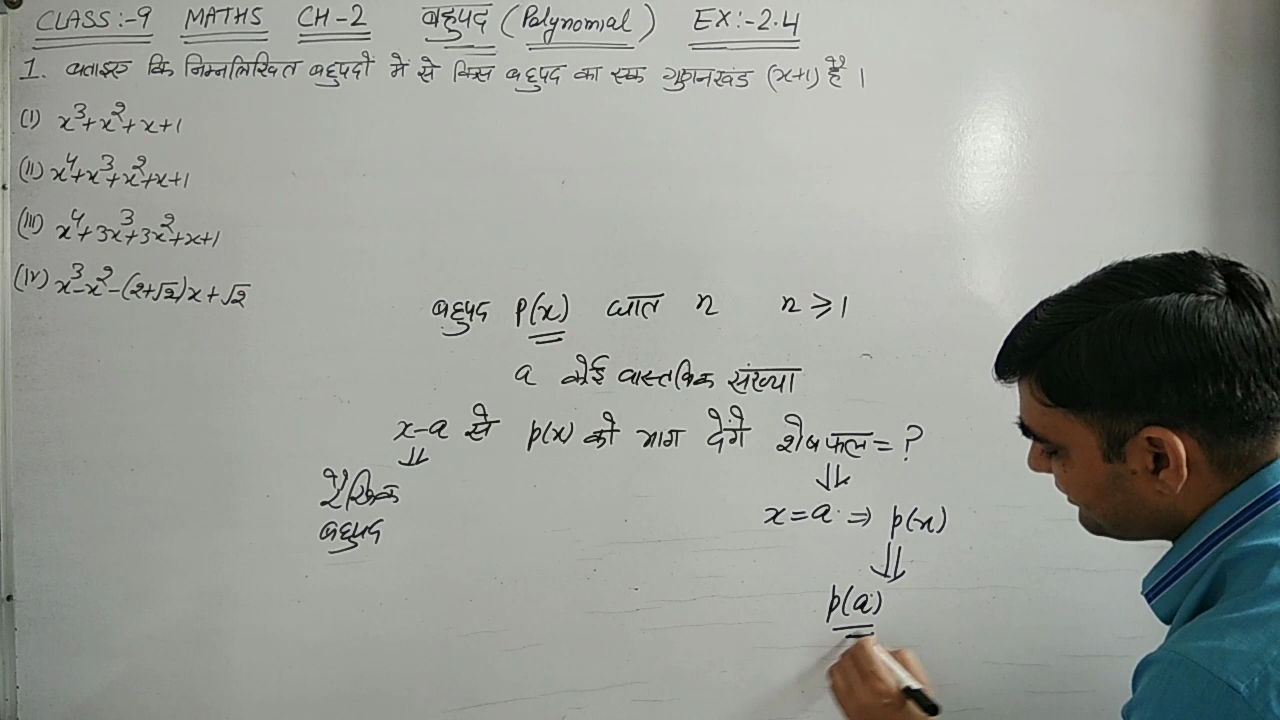 CLASS:-9 MATHS CH-2 बहुपद (Polynomial) EX:-2.4
1. बताइए कि निम्नलिखित बहुपदों में से किस बहुपद का एक गुणनखंड (x+1) है।
(I) x³+x²+x+1
(II) x⁴+x³+x²+x+1
(III) x⁴+3x³+3x²+x+1
(IV) x³-x²-(2+√2)x+√2
बहुपद P(x) घात n n≥1
a कोई वास्तविक संख्या
x-a से p(x) को भाग देंगे शेषफल=?
⇓ ⇓
रैखिक
बहुपद
x=a ⇒ p(x)
⇓
p(a)